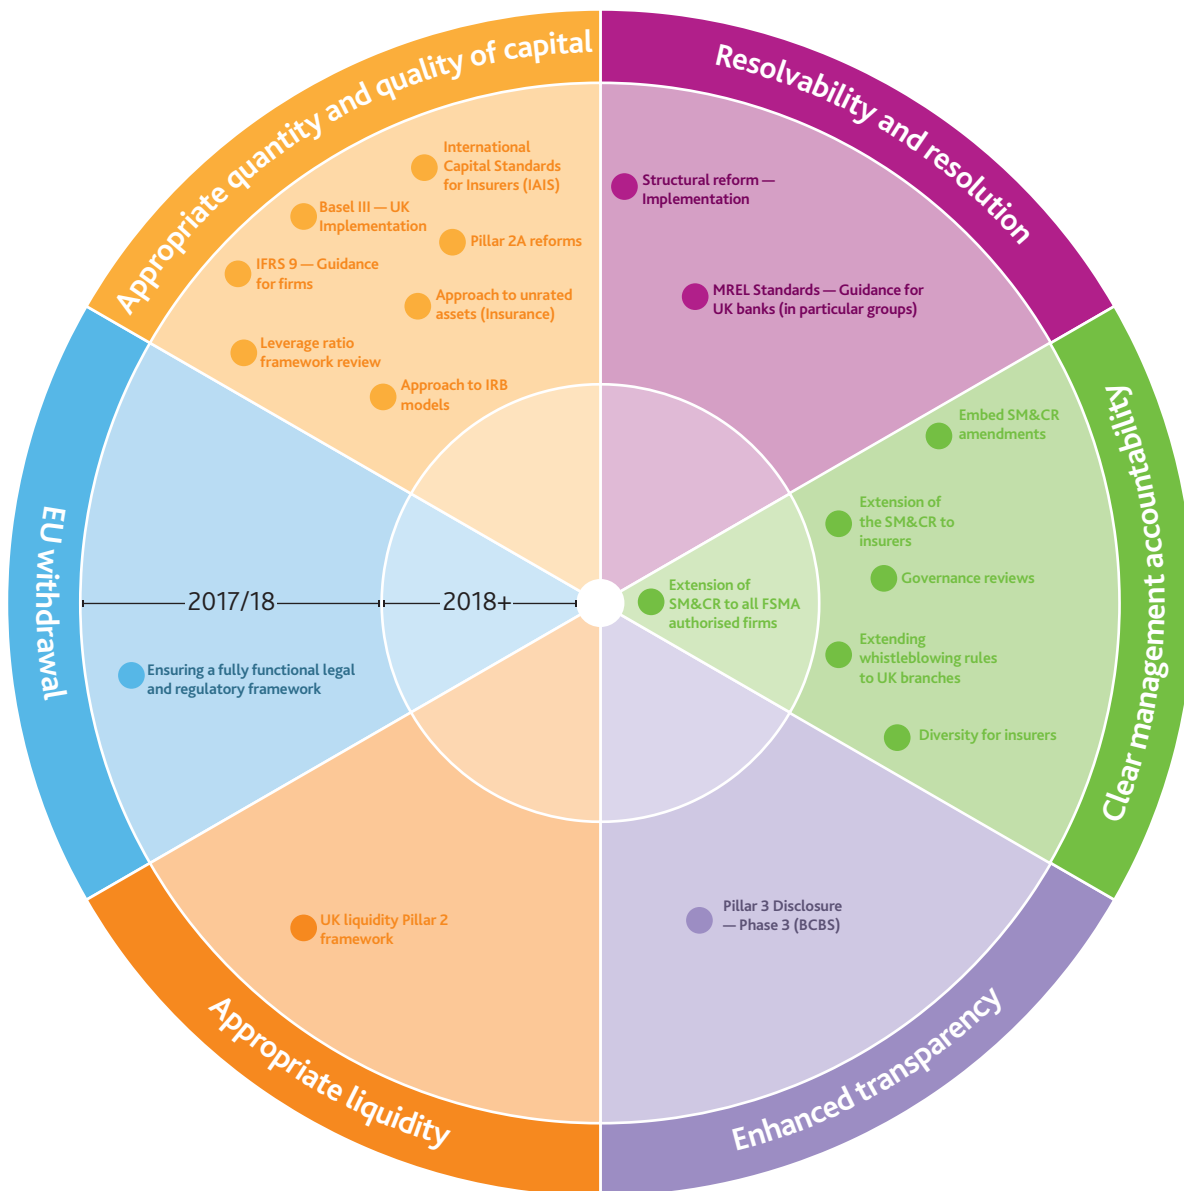 Appropriate quantity and quality of capital
International
Capital Standards
for Insurers (IAIS)
Basel III — UK
Implementation
Pillar 2A reforms
IFRS 9 — Guidance
for firms
Approach to unrated
assets (Insurance)
Leverage ratio
framework review
Approach to IRB
models
Resolvability and resolution
Structural reform —
Implementation
MREL Standards — Guidance for
UK banks (in particular groups)
Clear management accountability
Embed SM&CR
amendments
Extension of
the SM&CR to
insurers
Governance reviews
Extension of
SM&CR to all FSMA
authorised firms
Extending
whistleblowing rules
to UK branches
Diversity for insurers
EU withdrawal
2017/18
2018+
Ensuring a fully functional legal
and regulatory framework
Appropriate liquidity
UK liquidity Pillar 2
framework
Enhanced transparency
Pillar 3 Disclosure
— Phase 3 (BCBS)